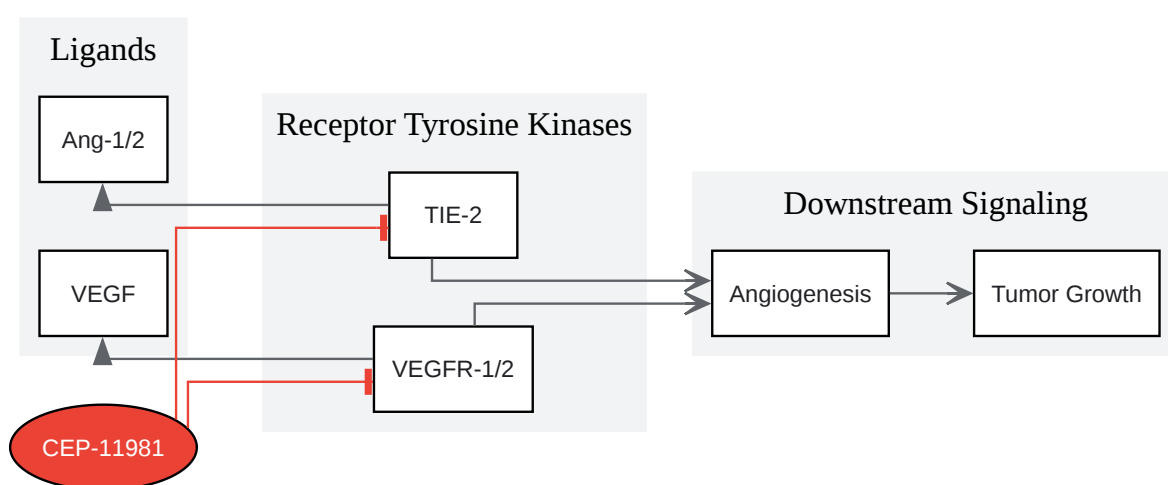 Ligands
Ang-1/2
VEGF
Receptor Tyrosine Kinases
TIE-2
VEGFR-1/2
Downstream Signaling
Angiogenesis
Tumor Growth
CEP-11981